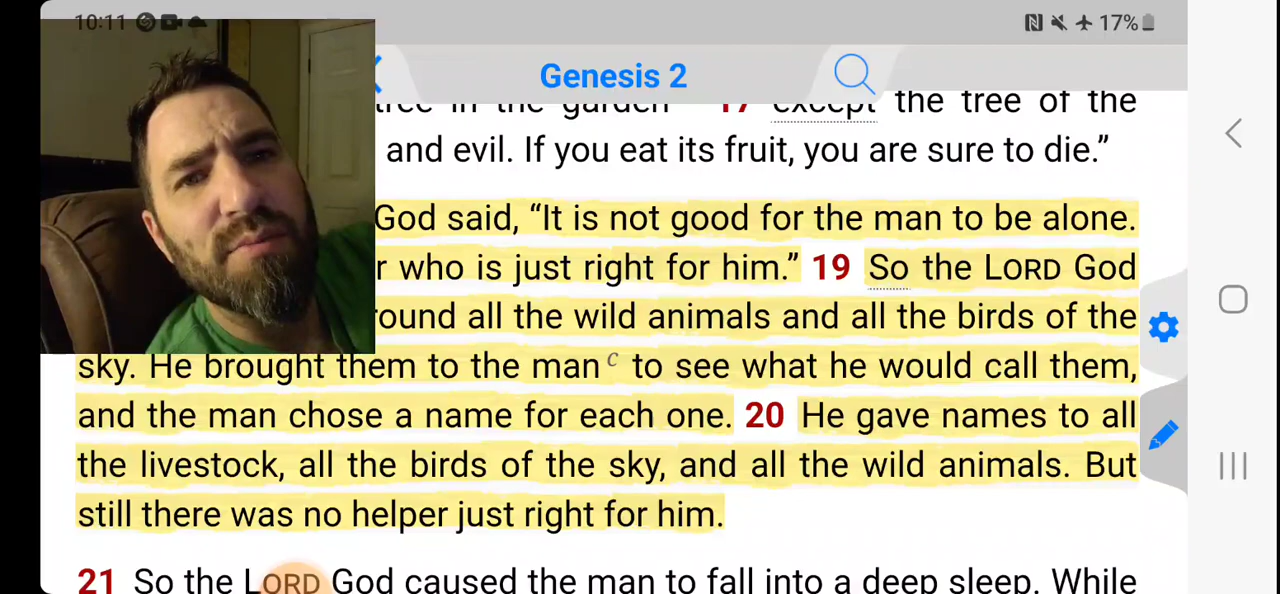 10:11 17%
Genesis 2
tree in the garden— 17 except the tree of the
and evil. If you eat its fruit, you are sure to die.”
God said, “It is not good for the man to be alone.
r who is just right for him.” 19 So the LORD God
round all the wild animals and all the birds of the
sky. He brought them to the man c to see what he would call them,
and the man chose a name for each one. 20 He gave names to all
the livestock, all the birds of the sky, and all the wild animals. But
still there was no helper just right for him.
21 So the LORD God caused the man to fall into a deep sleep. While